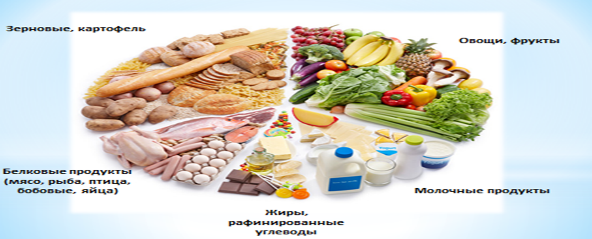 Зерновые, картофель
Овощи, фрукты
Белковые продукты
(мясо, рыба, птица,
бобовые, яйца)
Молочные продукты
Жиры,
рафинированные
углеводы